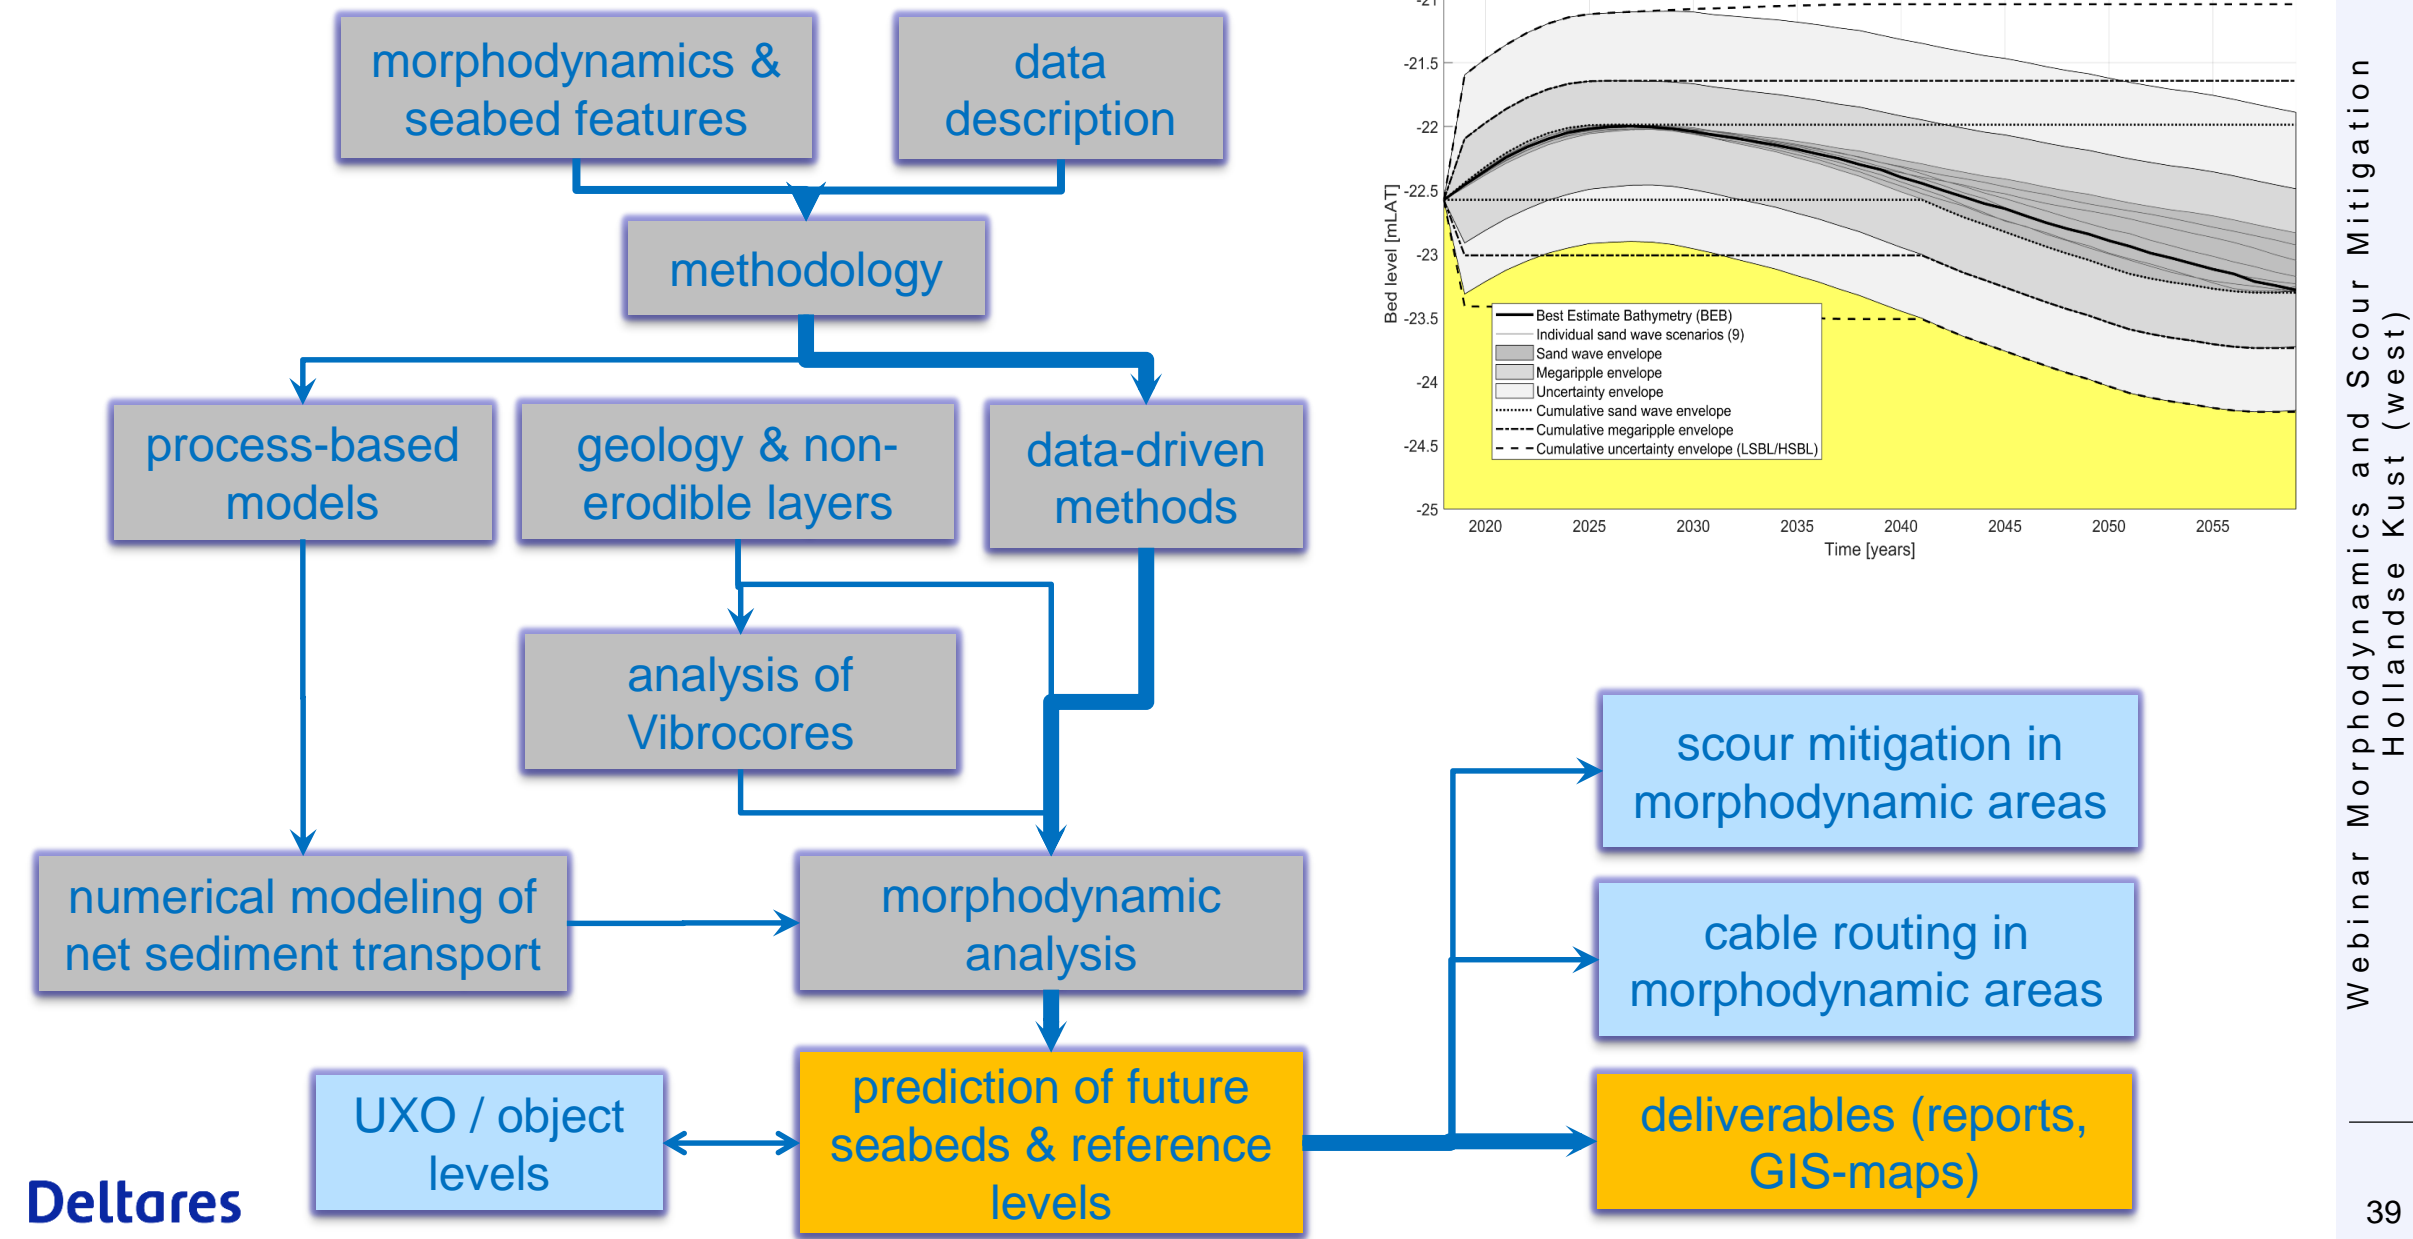 morphodynamics &
seabed features
data
description
methodology
process-based
models
geology & non-
erodible layers
data-driven
methods
analysis of
Vibrocores
numerical modeling of
net sediment transport
morphodynamic
analysis
UXO / object
levels
prediction of future
seabeds & reference
levels
scour mitigation in
morphodynamic areas
cable routing in
morphodynamic areas
deliverables (reports,
GIS-maps)
Deltares
-21
-21.5
-22
-22.5
-23
-23.5
-24
-24.5
-25
Bed level [mLAT]
Best Estimate Bathymetry (BEB)
Individual sand wave scenarios (9)
Sand wave envelope
Megaripple envelope
Uncertainty envelope
Cumulative sand wave envelope
Cumulative megaripple envelope
Cumulative uncertainty envelope (LSBL/HSBL)
2020 2025 2030 2035 2040 2045 2050 2055
Time [years]
Webinar Morphodynamics and Scour Mitigation
Hollandse Kust (west)
39